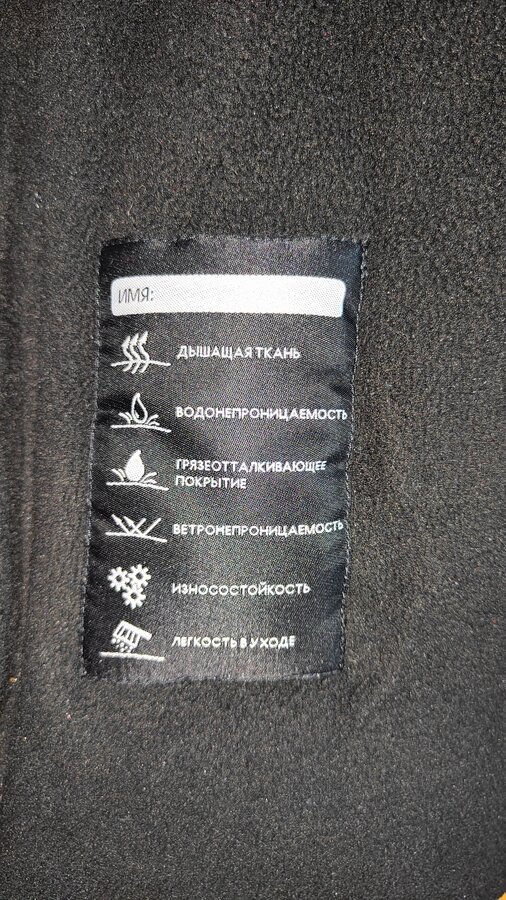 ИМЯ:
ДЫШАЩАЯ ТКАНЬ
ВОДОНЕПРОНИЦАЕМОСТЬ
ГРЯЗЕОТТАЛКИВАЮЩЕЕ
ПОКРЫТИЕ
ВЕТРОНЕПРОНИЦАЕМОСТЬ
ИЗНОСОСТОЙКОСТЬ
ЛЕГКОСТЬ В УХОДЕ